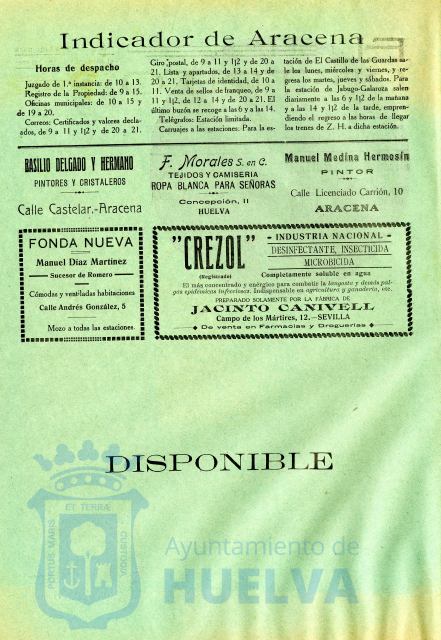 Indicador de Aracena
Horas de despacho
Juzgado de 1.ª instancia: de 10 a 13.
Registro de la Propiedad: de 9 a 15.
Oficinas municipales: de 10 a 15 y
de 19 a 20.
Correos: Certificados y valores decla-
ados, de 9 a 11 y 1|2 y de 20 a 21.
Giro postal, de 9 a 11 y 1|2 y de 20 a
21. Lista y apartados, de 13 a 14 y de
20 a 21. Tarjetas de identidad, de 10 a
11. Venta de sellos de franqueo, de 9 a
11 y 1|2, de 12 a 14 y de 20 a 21. El
último buzón se recoge a las 6 y a las 14.
Telégrafos: Estación limitada.
Carruajes a las estaciones: Para la es-
tación de El Castillo de las Guardas sa-
le los lunes, miércoles y viernes, y re-
gresa los martes, jueves y sábados. Para
la estación de Jabugo-Galaroza salen
diariamente a las 6 y 1|2 de la mañana
y a las 14 y 1|2 de la tarde, empren-
diendo el regreso a las horas de llegar
los trenes de Z. H. a dicha estación.
BASILIO DELGADO Y HERMANO
PINTORES Y CRISTALEROS
Calle Castelar.-Aracena
F. Morales S. en C.
TEJIDOS Y CAMISERIA
ROPA BLANCA PARA SEÑORAS
Concepción, 11
HUELVA
Manuel Medina Hermosín
PINTOR
Calle Licenciado Carrión, 10
ARACENA
FONDA NUEVA
Manuel Díaz Martínez
Sucesor de Romero
Cómodas y ventiladas habitaciones
Calle Andrés González, 5
Mozo a todas las estaciones.
"CREZOL"
(Registrado)
- INDUSTRIA NACIONAL -
DESINFECTANTE, INSECTICIDA
MICROBICIDA
Completamente soluble en agua
El más concentrado y enérgico para combatir la langosta y demás pul-
gas epidémicas infecciosas. Indispensable en agricultura y ganadería, etc.
PREPARADO SOLAMENTE POR LA FÁBRICA DE
JACINTO CANIVELL
Campo de los Mártires, 12.—SEVILLA
De venta en Farmacias y Droguerías
DISPONIBLE
PORTUS MARIS ET TERRÆ CUSTODIA
Ayuntamiento de
HUELVA